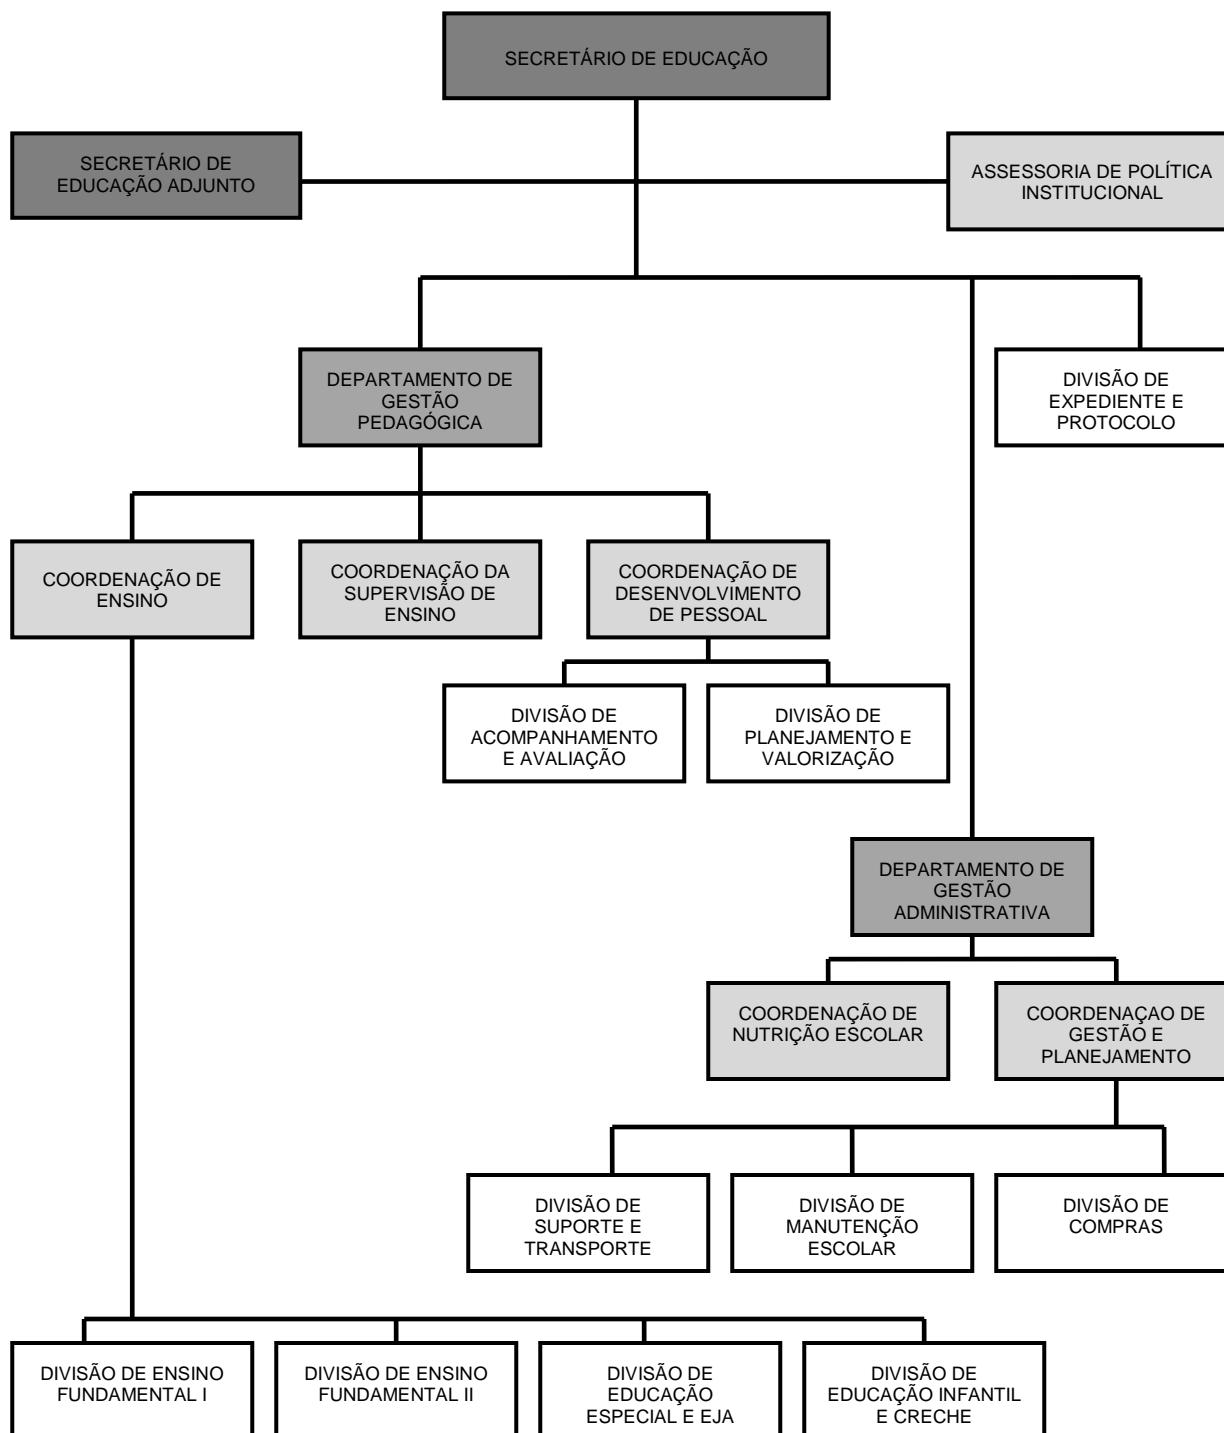 SECRETÁRIO DE EDUCAÇÃO
SECRETÁRIO DE
EDUCAÇÃO ADJUNTO
ASSESSORIA DE POLÍTICA
INSTITUCIONAL
DEPARTAMENTO DE
GESTÃO
PEDAGÓGICA
DIVISÃO DE
EXPEDIENTE E
PROTOCOLO
COORDENAÇÃO DE
ENSINO
COORDENAÇÃO DA
SUPERVISÃO DE
ENSINO
COORDENAÇÃO DE
DESENVOLVIMENTO
DE PESSOAL
DIVISÃO DE
ACOMPANHAMENTO
E AVALIAÇÃO
DIVISÃO DE
PLANEJAMENTO E
VALORIZAÇÃO
DEPARTAMENTO DE
GESTÃO
ADMINISTRATIVA
COORDENAÇÃO DE
NUTRIÇÃO ESCOLAR
COORDENAÇAO DE
GESTÃO E
PLANEJAMENTO
DIVISÃO DE
SUPORTE E
TRANSPORTE
DIVISÃO DE
MANUTENÇÃO
ESCOLAR
DIVISÃO DE
COMPRAS
DIVISÃO DE ENSINO
FUNDAMENTAL I
DIVISÃO DE ENSINO
FUNDAMENTAL II
DIVISÃO DE
EDUCAÇÃO
ESPECIAL E EJA
DIVISÃO DE
EDUCAÇÃO INFANTIL
E CRECHE